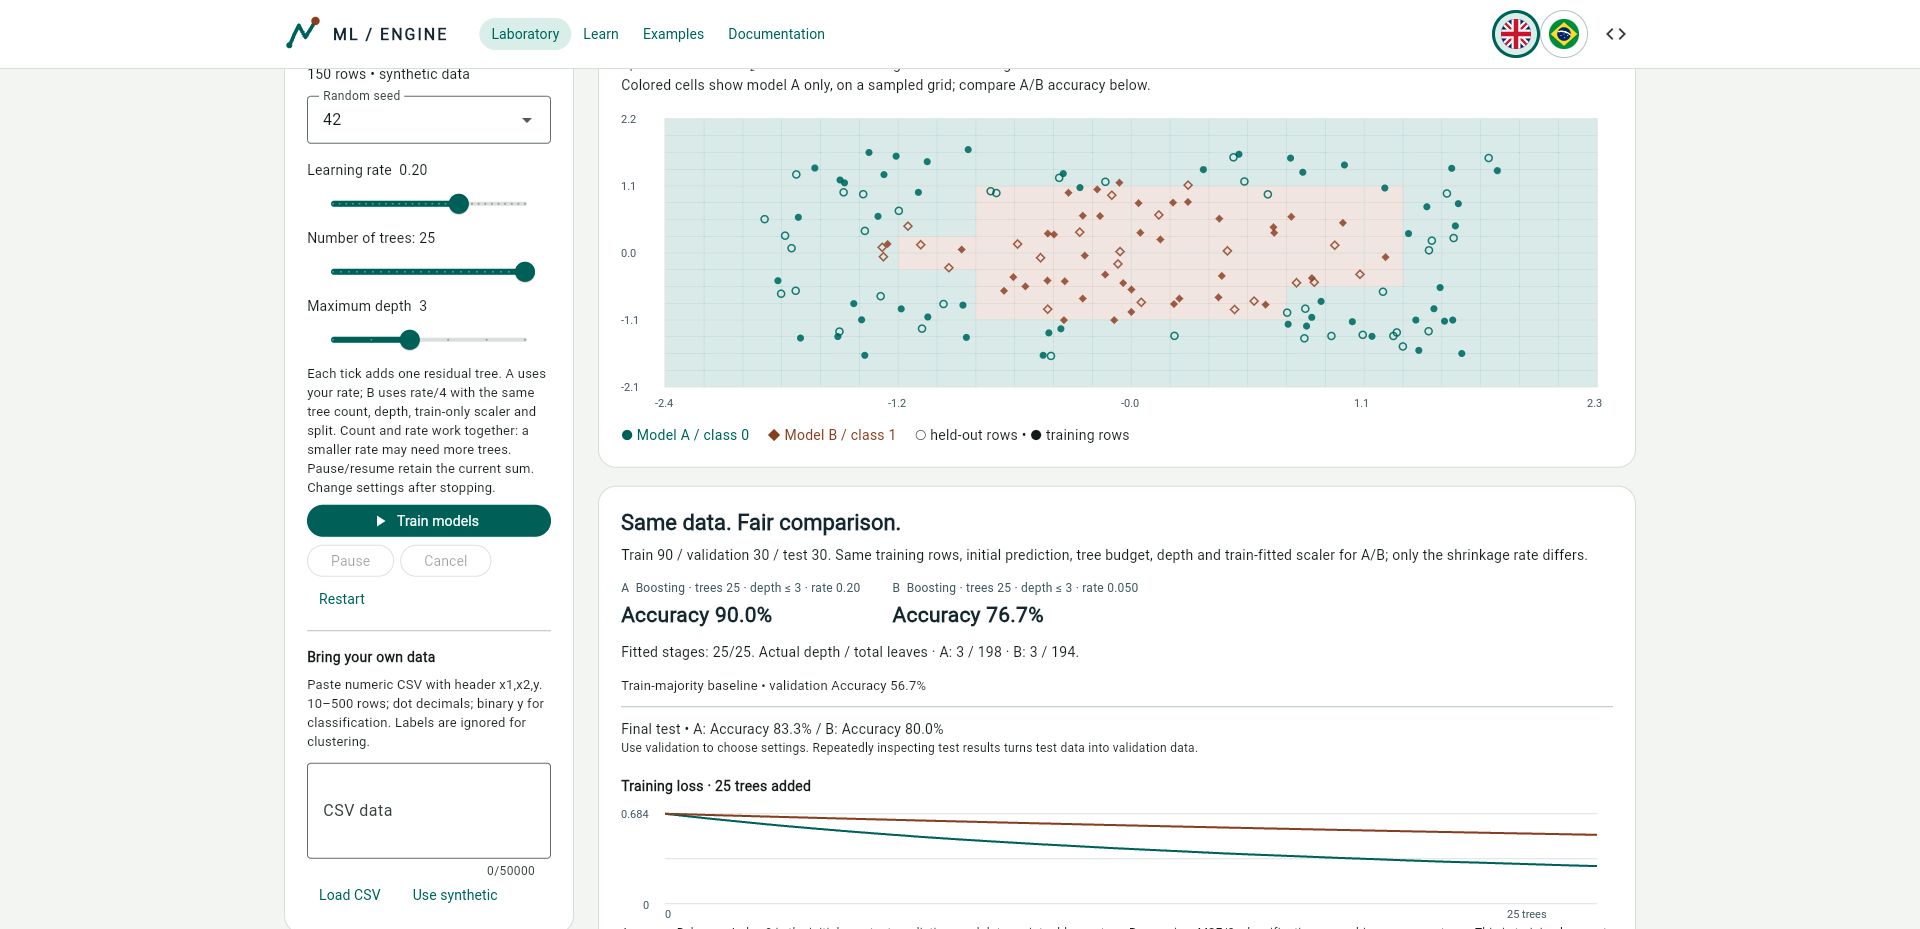 ML / ENGINE
Laboratory
Learn
Examples
Documentation
150 rows • synthetic data
Random seed
42
Learning rate 0.20
Number of trees: 25
Maximum depth 3
Each tick adds one residual tree. A uses
your rate; B uses rate/4 with the same
tree count, depth, train-only scaler and
split. Count and rate work together: a
smaller rate may need more trees.
Pause/resume retain the current sum.
Change settings after stopping.
Train models
Pause
Cancel
Restart
Bring your own data
Paste numeric CSV with header x1,x2,y.
10–500 rows; dot decimals; binary y for
classification. Labels are ignored for
clustering.
CSV data
0/50000
Load CSV
Use synthetic
Colored cells show model A only, on a sampled grid; compare A/B accuracy below.
2.2
1.1
0.0
-1.1
-2.1
-2.4
-1.2
-0.0
1.1
2.3
Model A / class 0
Model B / class 1
held-out rows • ● training rows
Same data. Fair comparison.
Train 90 / validation 30 / test 30. Same training rows, initial prediction, tree budget, depth and train-fitted scaler for A/B; only the shrinkage rate differs.
A Boosting · trees 25 · depth ≤ 3 · rate 0.20
Accuracy 90.0%
B Boosting · trees 25 · depth ≤ 3 · rate 0.050
Accuracy 76.7%
Fitted stages: 25/25. Actual depth / total leaves · A: 3 / 198 · B: 3 / 194.
Train-majority baseline • validation Accuracy 56.7%
Final test • A: Accuracy 83.3% / B: Accuracy 80.0%
Use validation to choose settings. Repeatedly inspecting test results turns test data into validation data.
Training loss · 25 trees added
0.684
0
0
25 trees